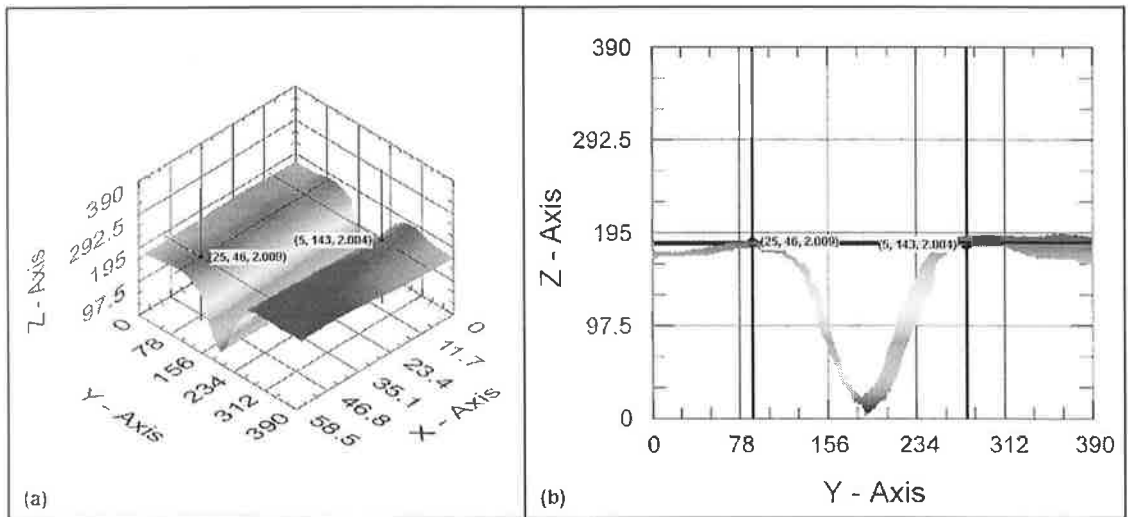 390
292.5
195
97.5
0
Z - Axis
(25, 46, 2.009)
(5, 143, 2.004)
0
78
156
234
312
390
Y - Axis
0
11.7
23.4
35.1
46.8
58.5
X - Axis
(a)
390
292.5
195
97.5
0
Z - Axis
(25, 46, 2.009)
(5, 143, 2.004)
0
78
156
234
312
390
Y - Axis
(b)